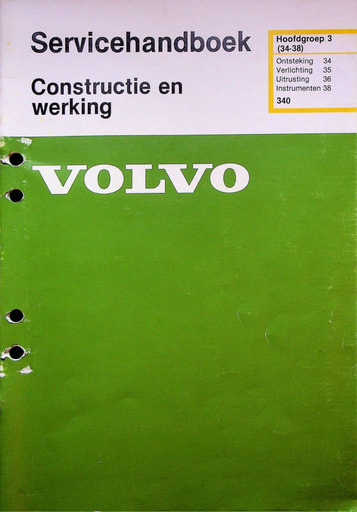 Servicehandboek
Constructie en
werking
Hoofdgroep 3
(34-38)
Ontsteking 34
Verlichting 35
Uitrusting 36
Instrumenten 38
340
VOLVO